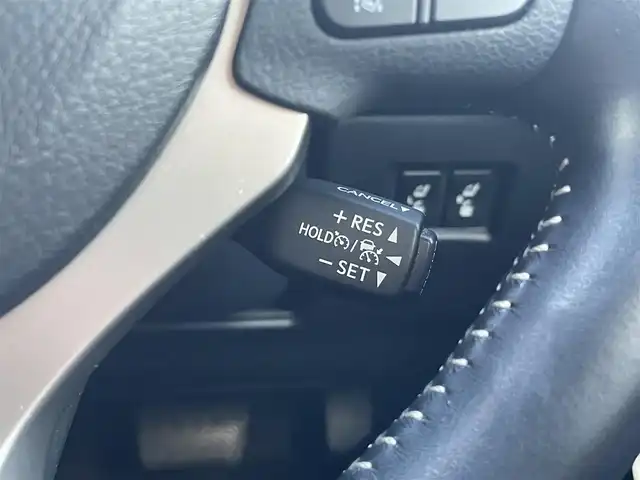 CANCEL
+ RES
HOLD /
− SET